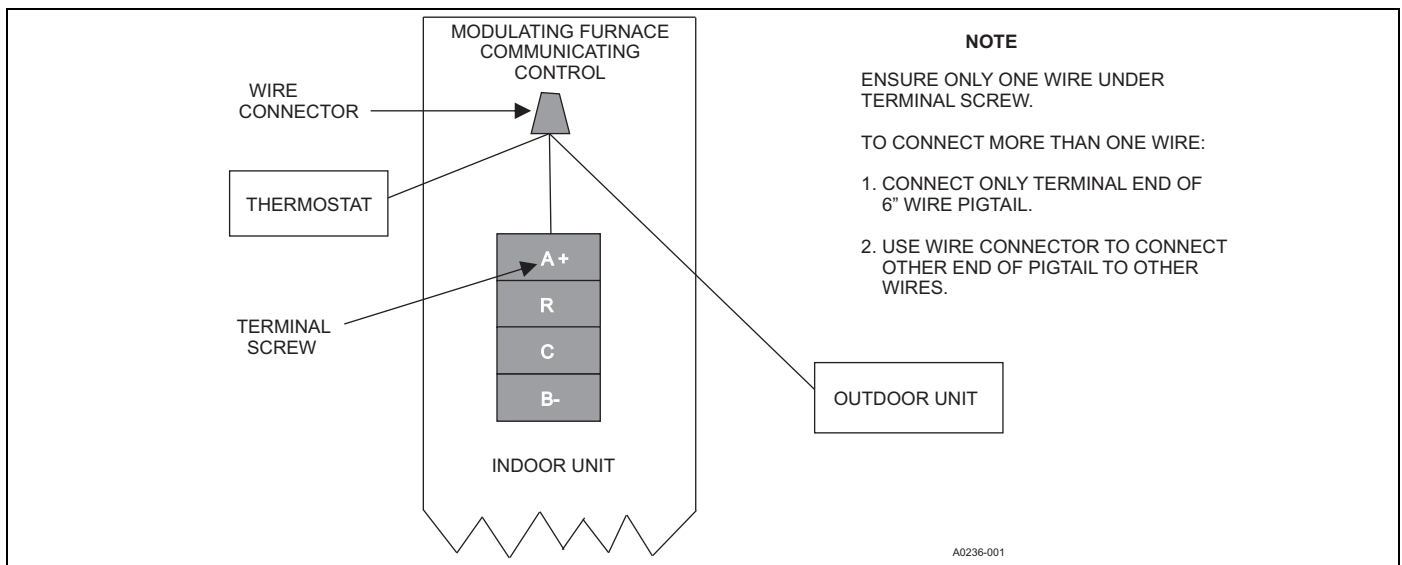 MODULATING FURNACE
COMMUNICATING
CONTROL
WIRE
CONNECTOR
THERMOSTAT
A +
R
C
B-
TERMINAL
SCREW
INDOOR UNIT
OUTDOOR UNIT
NOTE
ENSURE ONLY ONE WIRE UNDER
TERMINAL SCREW.
TO CONNECT MORE THAN ONE WIRE:
1. CONNECT ONLY TERMINAL END OF
6” WIRE PIGTAIL.
2. USE WIRE CONNECTOR TO CONNECT
OTHER END OF PIGTAIL TO OTHER
WIRES.
A0236-001